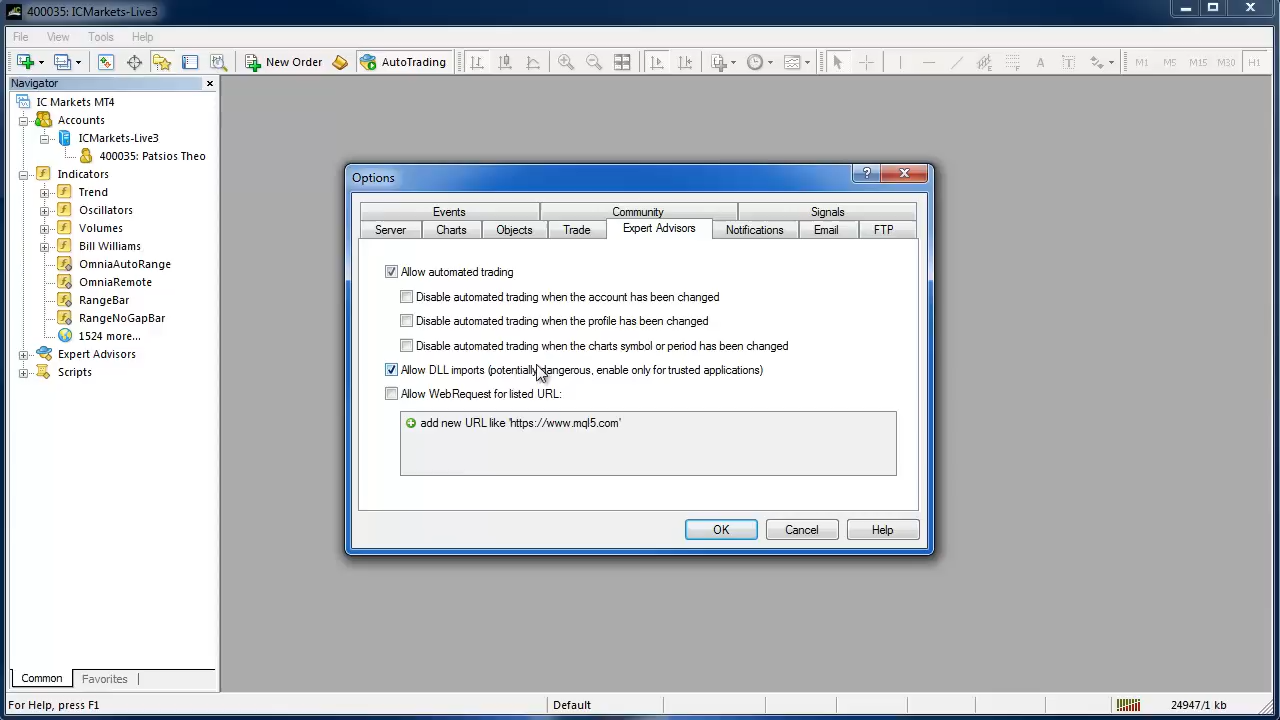 400035: ICMarkets-Live3
File View Tools Help
New Order AutoTrading M1 M5 M15 M30 H1
Navigator
IC Markets MT4
Accounts
ICMarkets-Live3
400035: Patsios Theo
Indicators
Trend
Oscillators
Volumes
Bill Williams
OmniaAutoRange
OmniaRemote
RangeBar
RangeNoGapBar
1524 more...
Expert Advisors
Scripts
Common Favorites
Options
Events Community Signals
Server Charts Objects Trade Expert Advisors Notifications Email FTP
Allow automated trading
Disable automated trading when the account has been changed
Disable automated trading when the profile has been changed
Disable automated trading when the charts symbol or period has been changed
Allow DLL imports (potentially dangerous, enable only for trusted applications)
Allow WebRequest for listed URL:
add new URL like 'https://www.mql5.com'
OK Cancel Help
For Help, press F1 Default 24947/1 kb